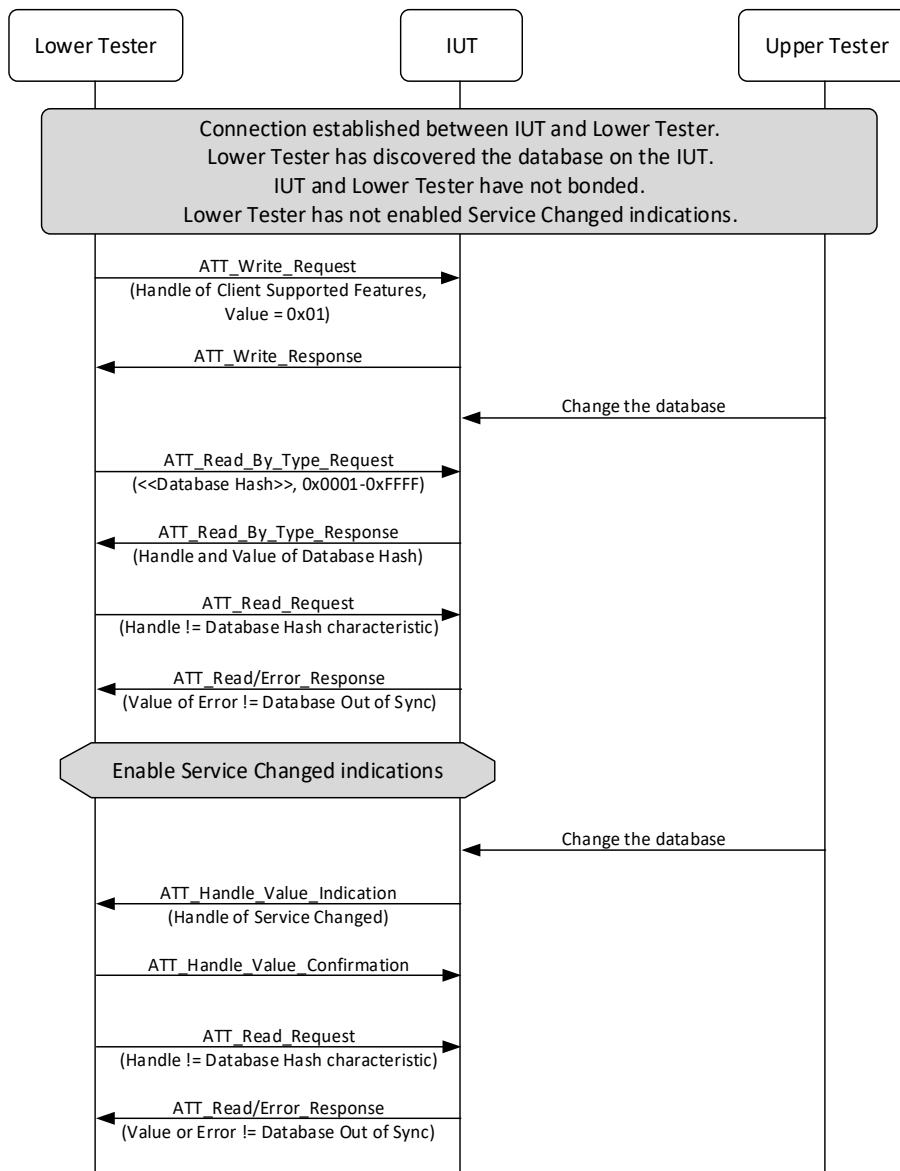 Lower Tester
IUT
Upper Tester
Connection established between IUT and Lower Tester.
Lower Tester has discovered the database on the IUT.
IUT and Lower Tester have not bonded.
Lower Tester has not enabled Service Changed indications.
ATT_Write_Request
(Handle of Client Supported Features,
Value = 0x01)
ATT_Write_Response
Change the database
ATT_Read_By_Type_Request
(<<Database Hash>>, 0x0001-0xFFFF)
ATT_Read_By_Type_Response
(Handle and Value of Database Hash)
ATT_Read_Request
(Handle != Database Hash characteristic)
ATT_Read/Error_Response
(Value of Error != Database Out of Sync)
Enable Service Changed indications
Change the database
ATT_Handle_Value_Indication
(Handle of Service Changed)
ATT_Handle_Value_Confirmation
ATT_Read_Request
(Handle != Database Hash characteristic)
ATT_Read/Error_Response
(Value or Error != Database Out of Sync)